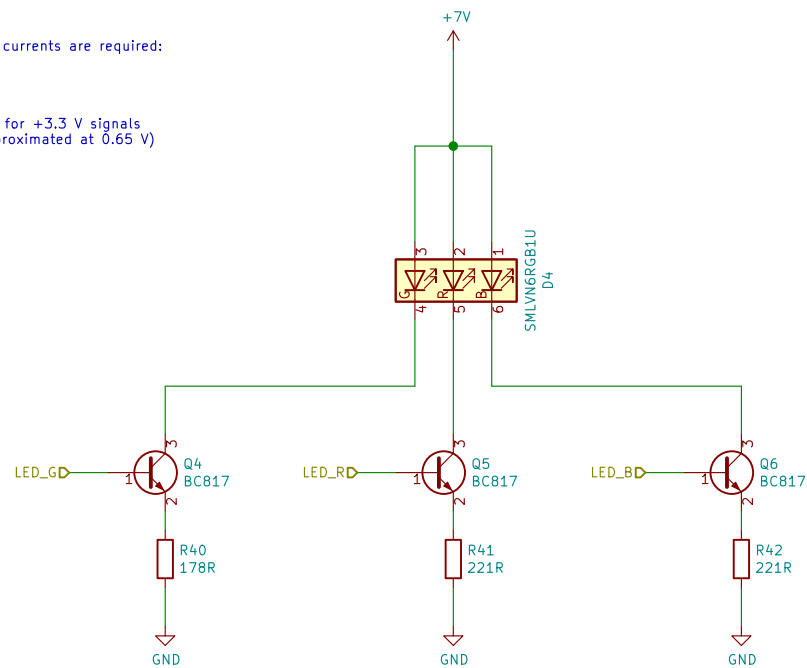 +7V
currents are required:
for +3.3 V signals
roximated at 0.65 V)
3
2
1
SMLVN6RGB1U
D4
G
R
B
4
5
6
3
3
3
LED_G
1
Q4
BC817
LED_R
1
Q5
BC817
LED_B
1
Q6
BC817
2
2
2
R40
178R
R41
221R
R42
221R
GND
GND
GND